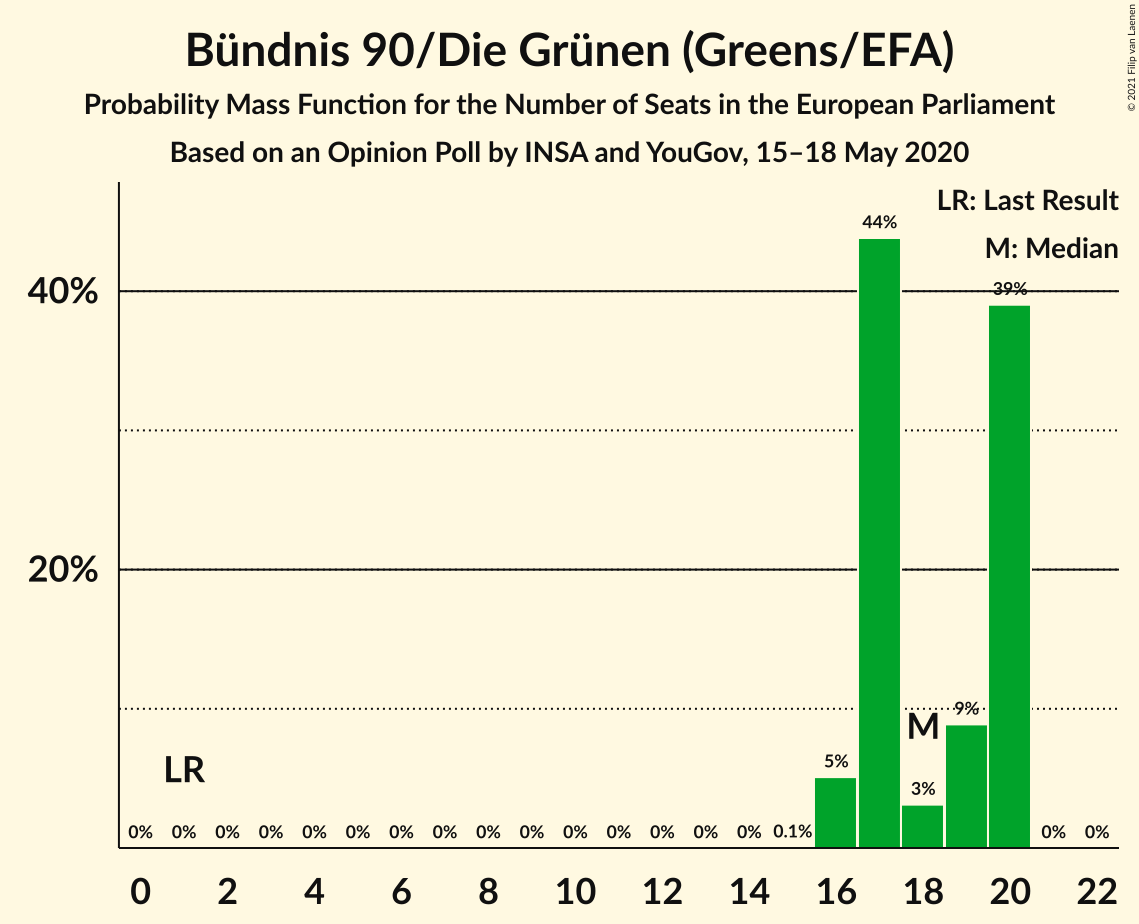 © 2021 Filip van Laenen
Bündnis 90/Die Grünen (Greens/EFA)
Probability Mass Function for the Number of Seats in the European Parliament
Based on an Opinion Poll by INSA and YouGov, 15–18 May 2020
LR: Last Result
M: Median
44%
40%
39%
20%
M
9%
LR
5%
3%
0% 0% 0% 0% 0% 0% 0% 0% 0% 0% 0% 0% 0% 0% 0% 0.1% 0% 0%
0 2 4 6 8 10 12 14 16 18 20 22